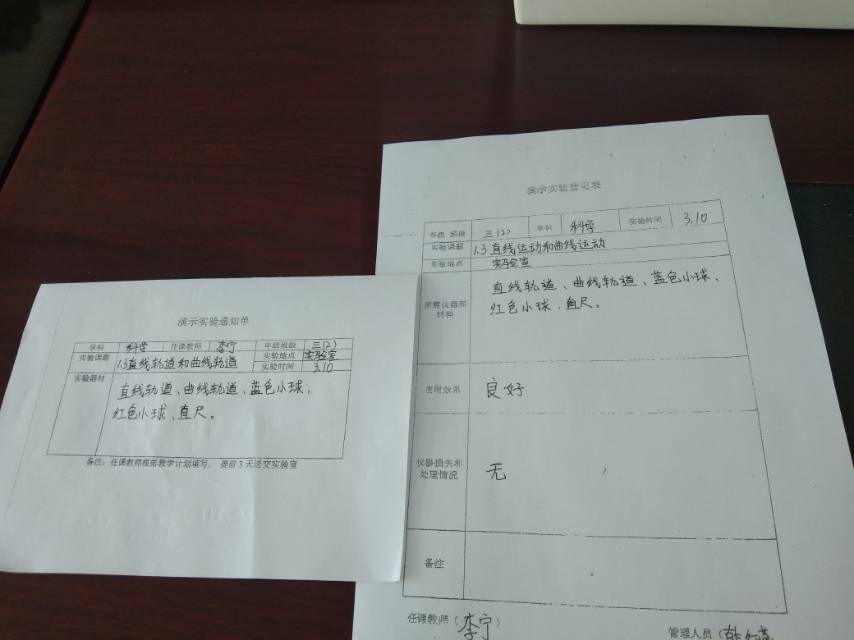 演示实验通知单
学科 科学 任课教师 李宁 年级班级 三(2)
实验课题 1.3直线轨道和曲线轨道 实验地点 实验室
实验时间 3.10
实验器材 直线轨道、曲线轨道、蓝色小球,
红色小球、直尺。
备注:任课教师根据教学计划填写, 提前3天送交实验室
演示实验登记表
年级 班级 三(2) 学科 科学 实验时间 3.10
实验课题 1.3直线运动和曲线运动
实验地点 实验室
所需仪器和材料 直线轨道、曲线轨道、蓝色小球、
红色小球、直尺。
使用效果 良好
仪器损失和
处理情况 无
备注
任课教师(李宁
管理人员(